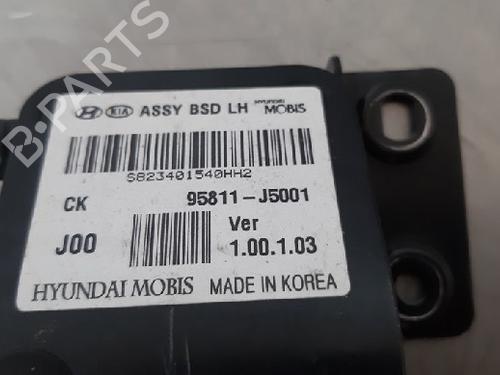 KIA ASSY BSD LH HYUNDAI MOBIS
S823401540HH2
CK 95811-J5001
J00 Ver 1.00.1.03
HYUNDAI MOBIS MADE IN KOREA
B-PARTS